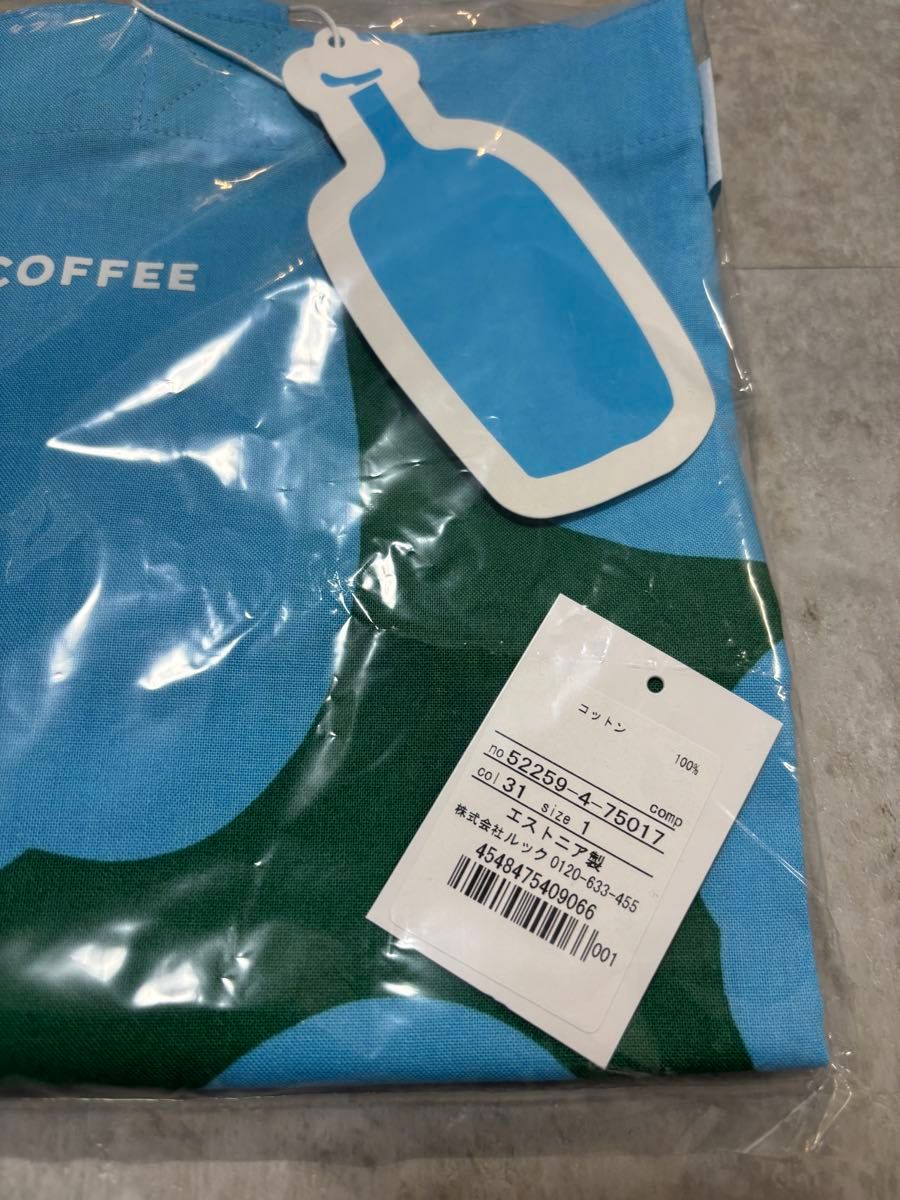 COFFEE
コットン 100%
comp
no 52259-4-75017
col 31 size 1
エストニア製
株式会社ルック 0120-633-455
4548475409066
001